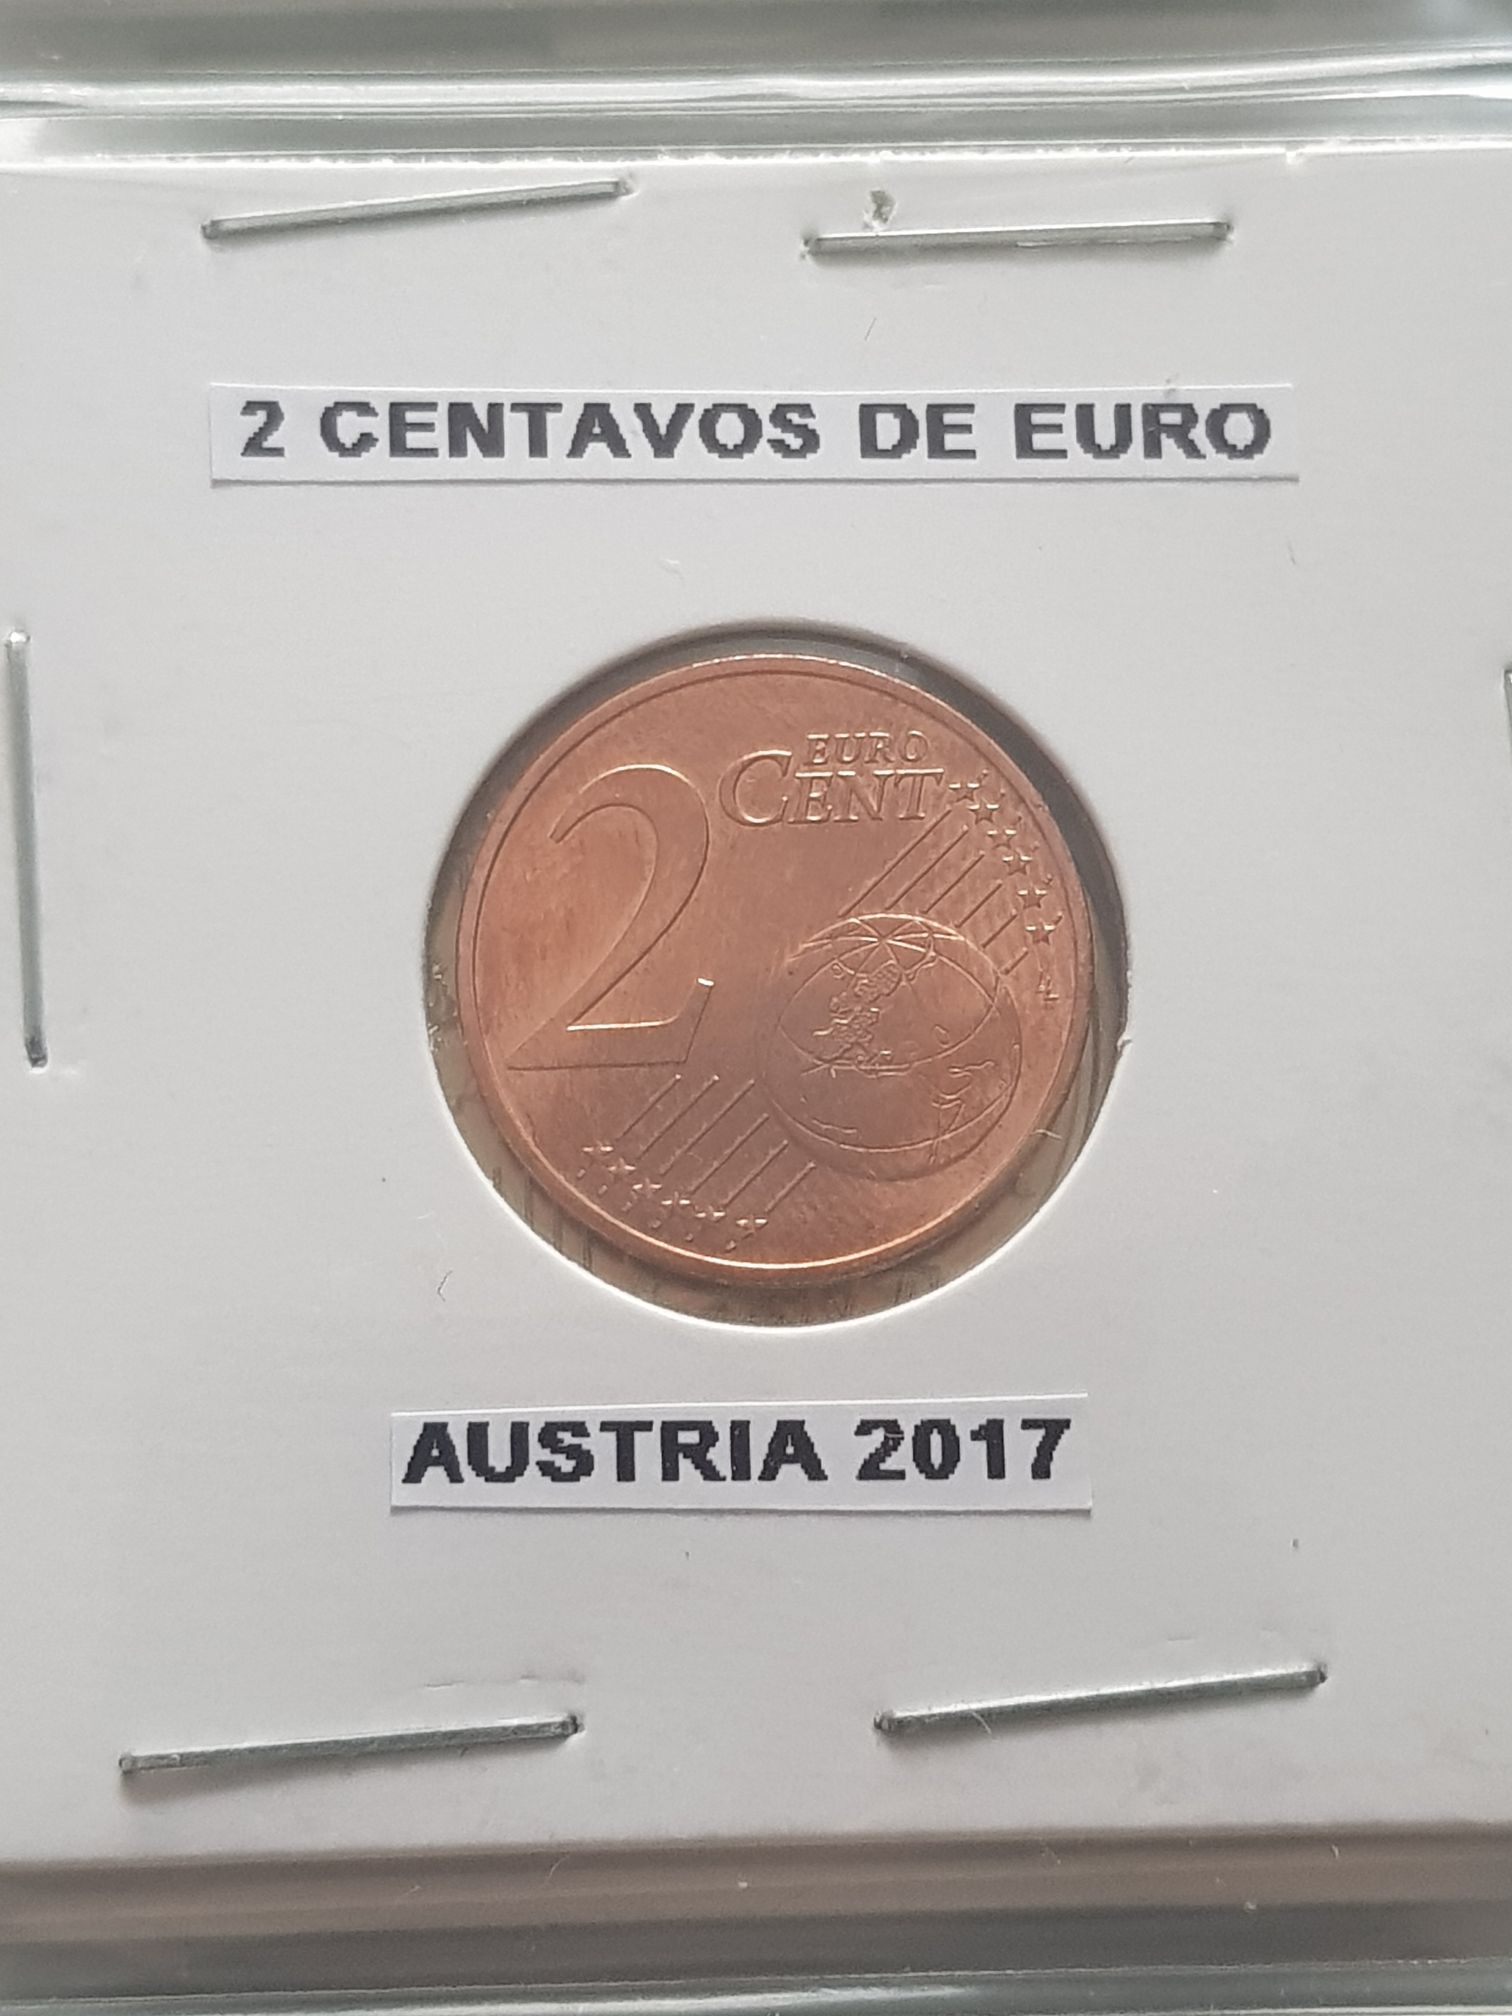 2 CENTAVOS DE EURO
2 EURO
CENT
AUSTRIA 2017